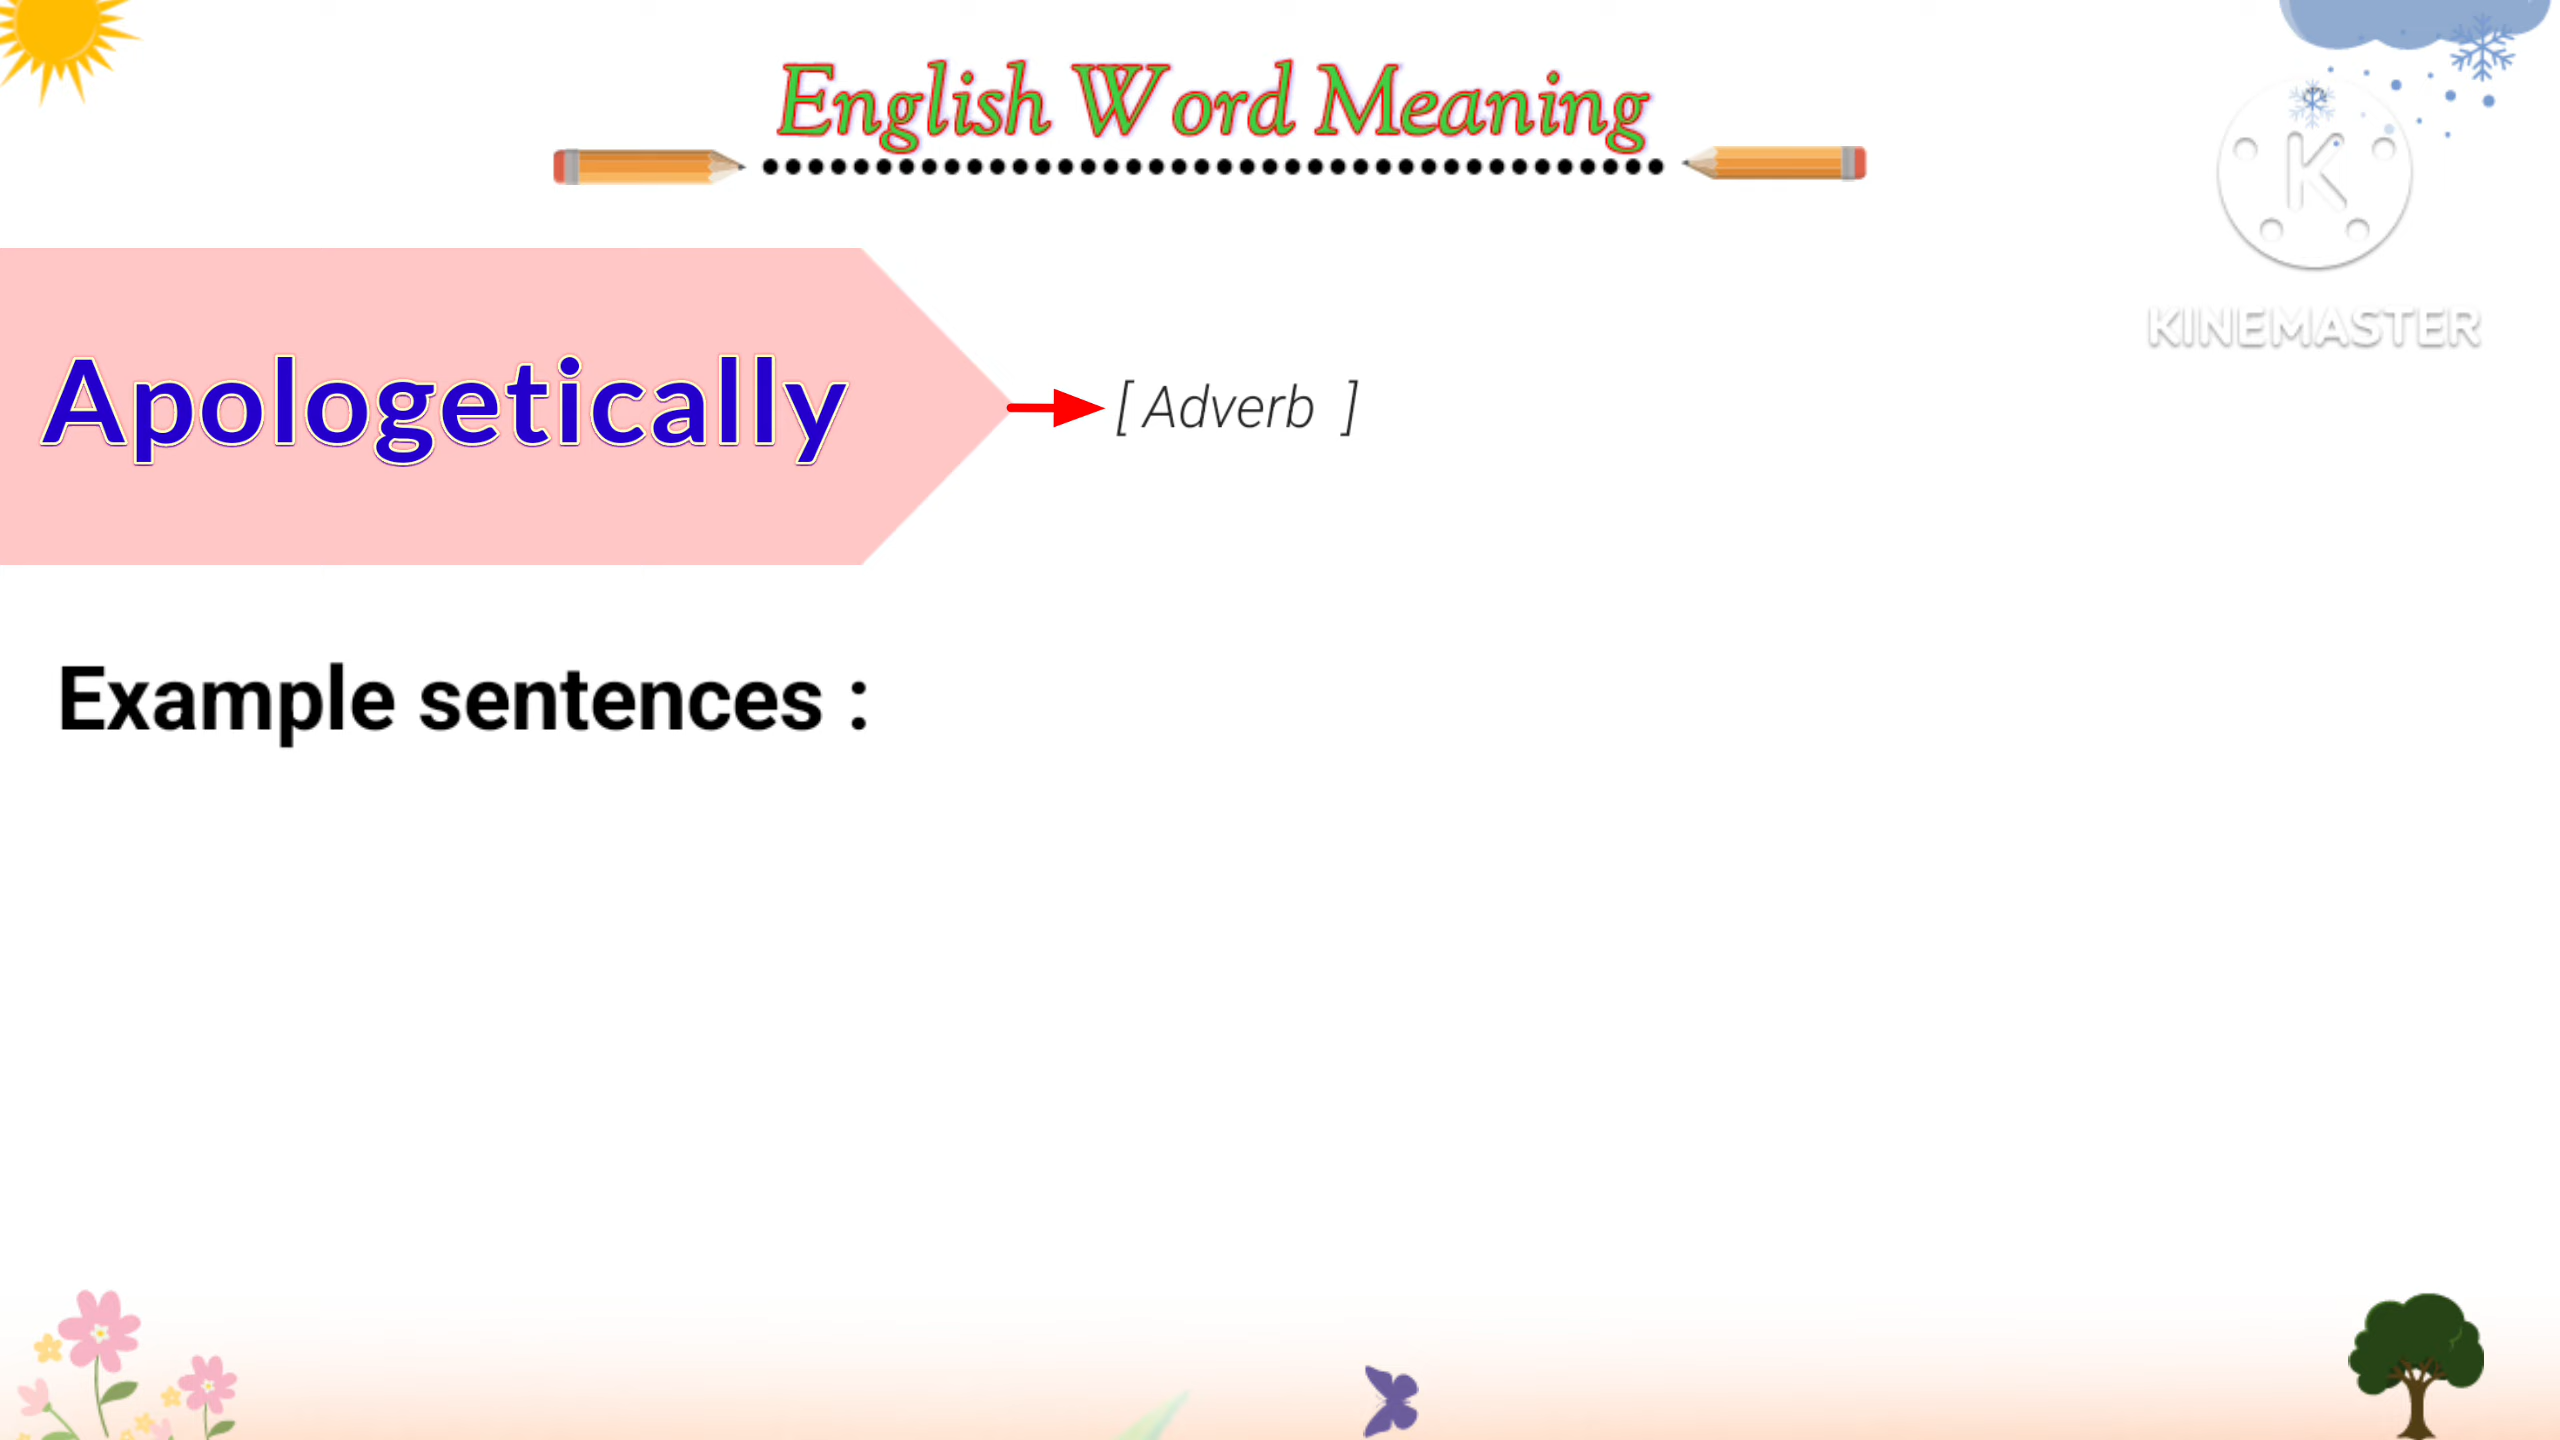 English Word Meaning
K
KINEMASTER
Apologetically
[ Adverb ]
Example sentences :